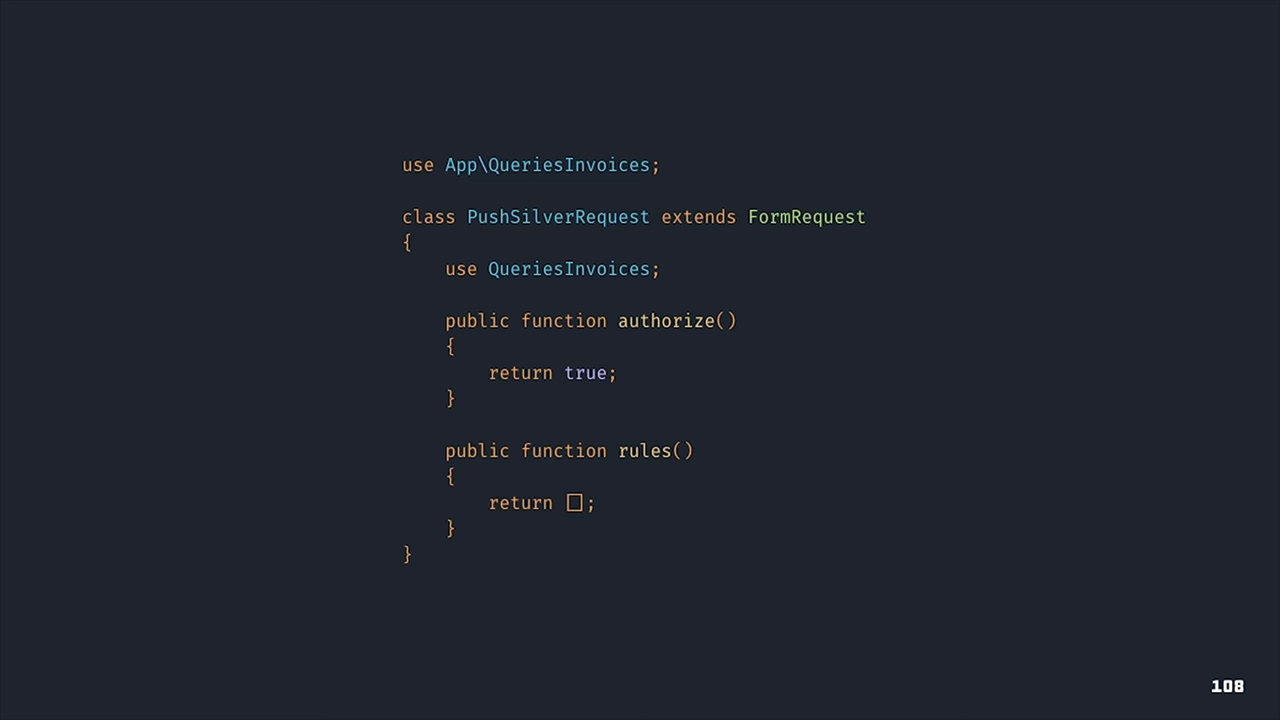 use App\QueriesInvoices;

class PushSilverRequest extends FormRequest
{
    use QueriesInvoices;

    public function authorize()
    {
        return true;
    }

    public function rules()
    {
        return [];
    }
}
108